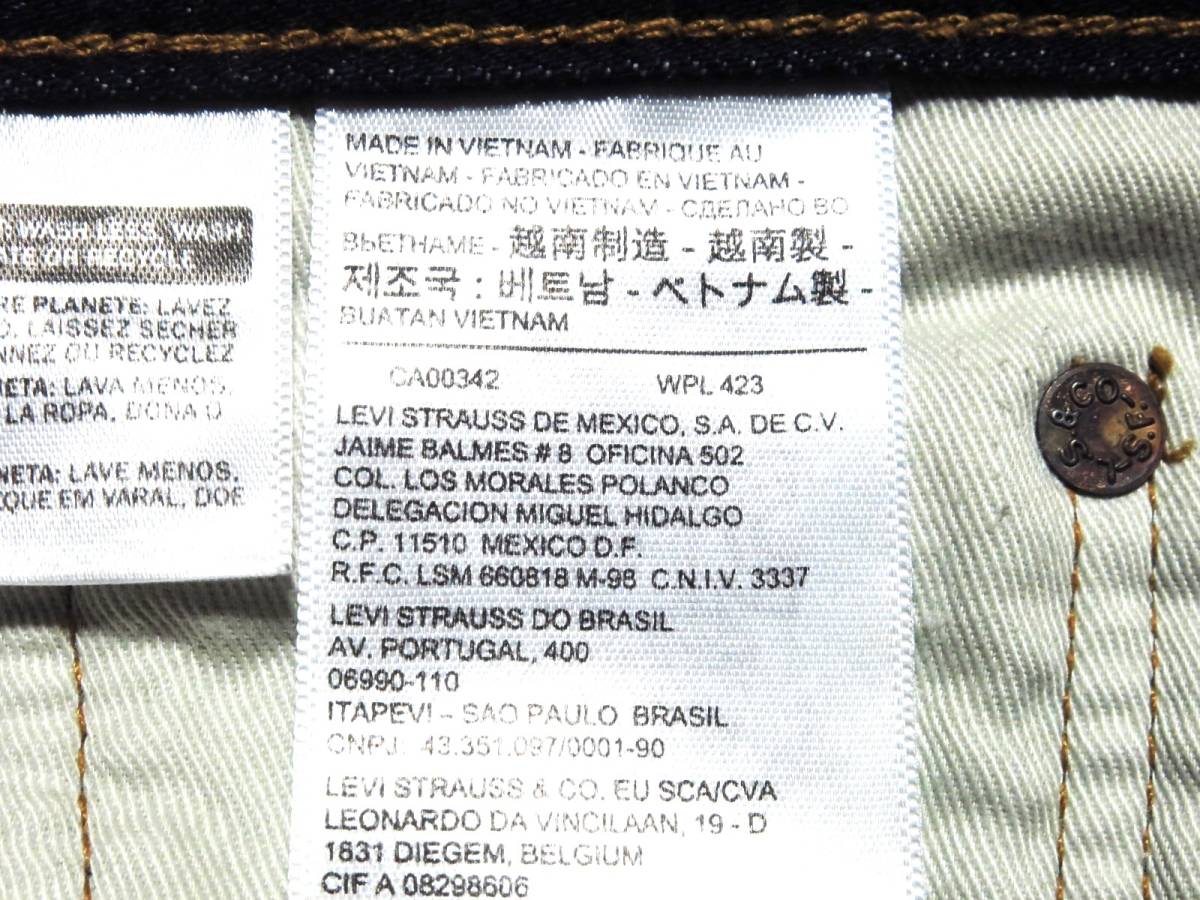 WASH LESS, WASH
ATE OR RECYCLE
RE PLANETE: LAVEZ
O, LAISSEZ SECHER
NNEZ OU RECYCLEZ
NETA: LAVA MENOS,
LA ROPA, DONA O
NETA: LAVE MENOS,
QUE EM VARAL, DOE
MADE IN VIETNAM - FABRIQUE AU
VIETNAM - FABRICADO EN VIETNAM -
FABRICADO NO VIETNAM - СДЕЛАНО ВО
ВЬЕТНАМЕ - 越南制造 - 越南製 -
제조국 : 베트남 - ベトナム製 -
BUATAN VIETNAM
CA00342 WPL 423
LEVI STRAUSS DE MEXICO, S.A. DE C.V.
JAIME BALMES # 8 OFICINA 502
COL. LOS MORALES POLANCO
DELEGACION MIGUEL HIDALGO
C.P. 11510 MEXICO D.F.
R.F.C. LSM 660818 M-98 C.N.I.V. 3337
LEVI STRAUSS DO BRASIL
AV. PORTUGAL, 400
06990-110
ITAPEVI – SAO PAULO BRASIL
CNPJ: 43.351.097/0001-90
LEVI STRAUSS & CO. EU SCA/CVA
LEONARDO DA VINCILAAN, 19 - D
1831 DIEGEM, BELGIUM
CIF A 08298606
L.S. & CO. S.F.